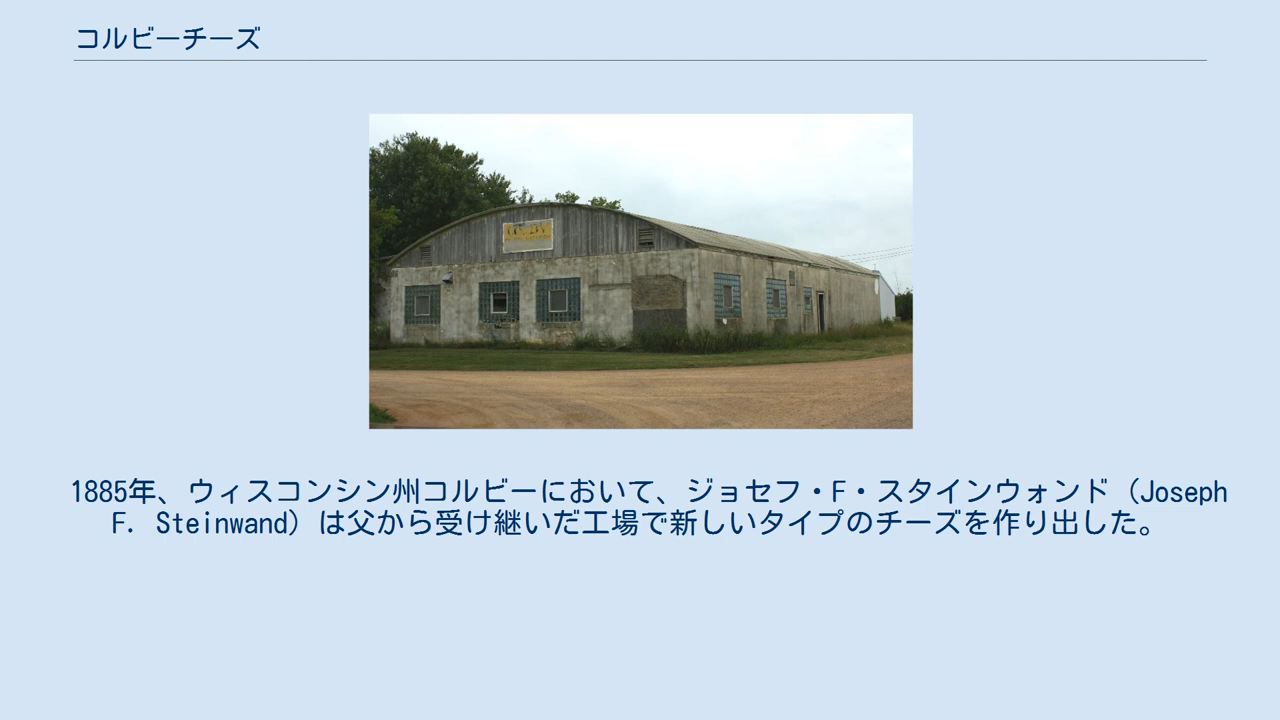 コルビーチーズ
1885年、ウィスコンシン州コルビーにおいて、ジョセフ・F・スタインウォンド（Joseph
F. Steinwand）は父から受け継いだ工場で新しいタイプのチーズを作り出した。